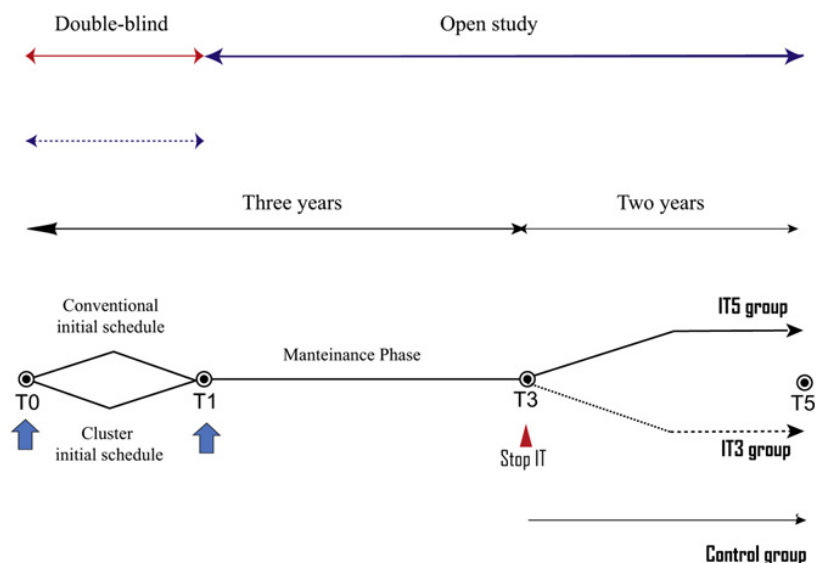 Double-blind
Open study
Three years
Two years
Conventional
initial schedule
IT5 group
Manteinance Phase
T0
T1
T3
T5
Cluster
initial schedule
Stop IT
IT3 group
Control group